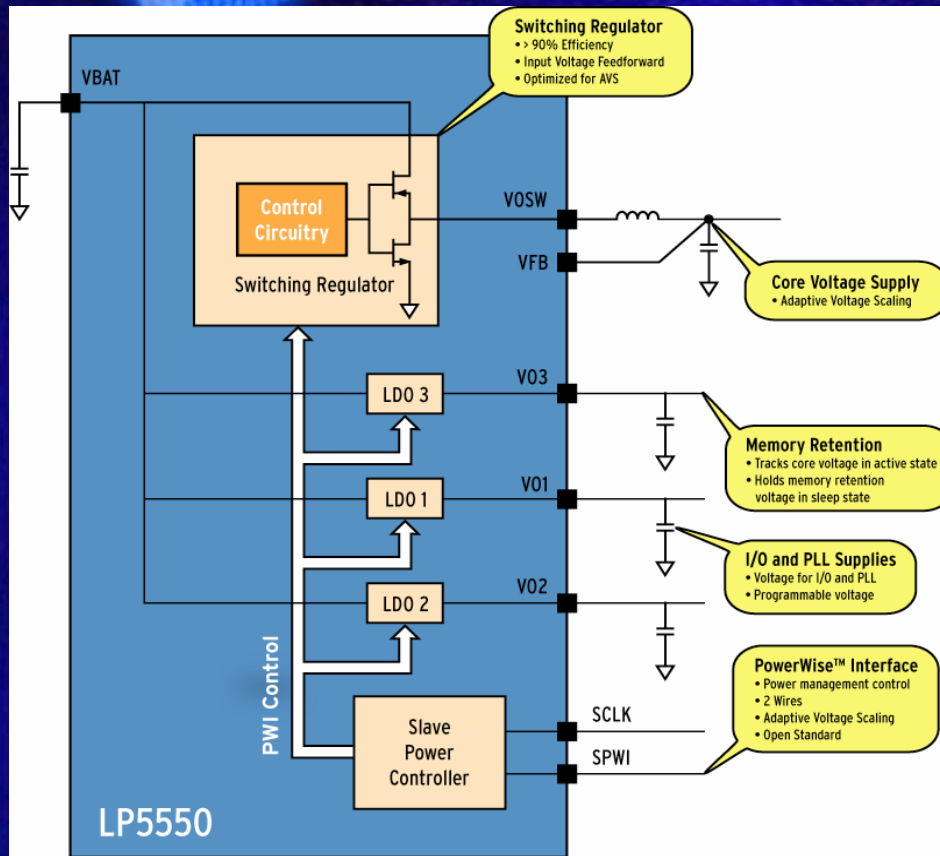 Switching Regulator
• > 90% Efficiency
• Input Voltage Feedforward
• Optimized for AVS
VBAT
Control
Circuitry
Switching Regulator
VOSW
VFB
Core Voltage Supply
• Adaptive Voltage Scaling
LDO 3
VO3
Memory Retention
• Tracks core voltage in active state
• Holds memory retention
voltage in sleep state
LDO 1
VO1
I/O and PLL Supplies
• Voltage for I/O and PLL
• Programmable voltage
LDO 2
VO2
PWI Control
Slave
Power
Controller
SCLK
SPWI
PowerWise™ Interface
• Power management control
• 2 Wires
• Adaptive Voltage Scaling
• Open Standard
LP5550